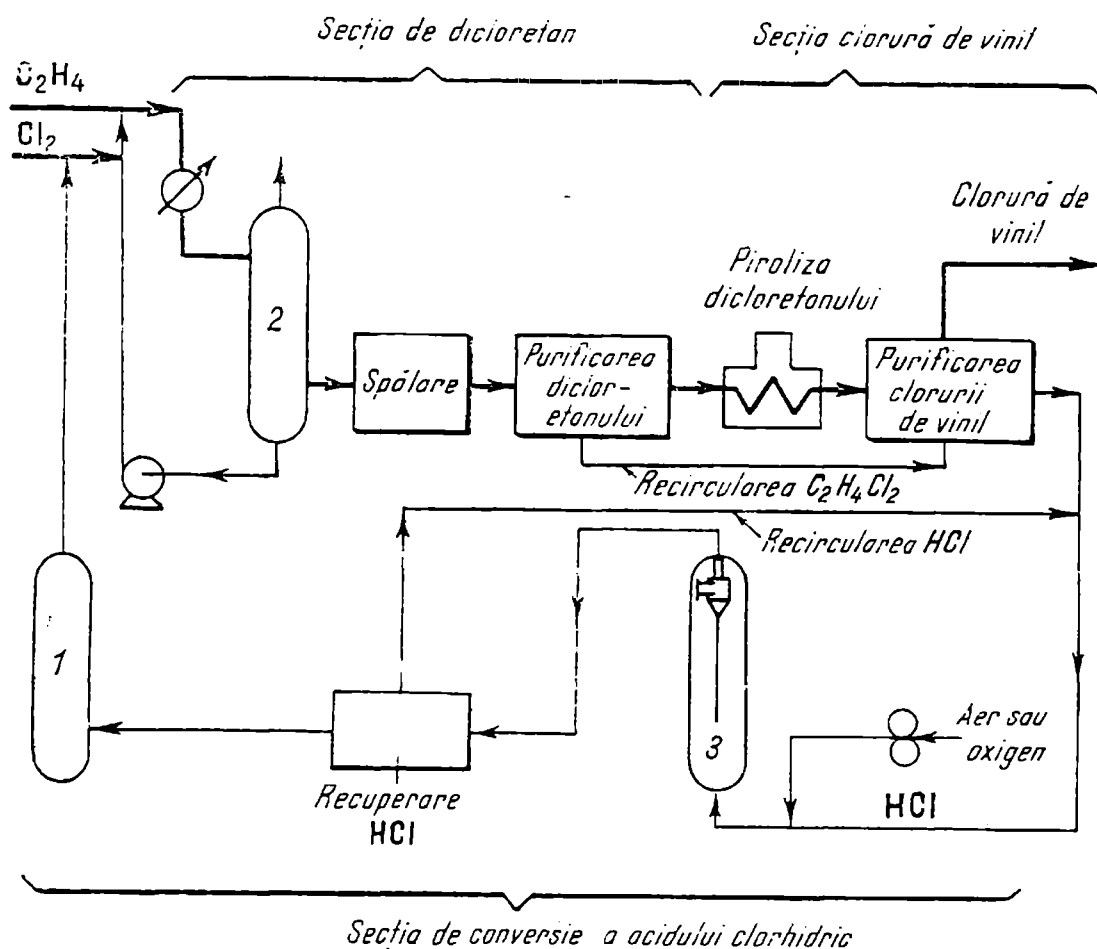 Secția de dicloretan
Secția clorură de vinil
C₂H₄
Cl₂
Clorură de
vinil
Piroliza
dicloretanului
2
Spălare
Purificarea
diclor-
etanului
Purificarea
clorurii
de vinil
Recircularea C₂H₄Cl₂
Recircularea HCl
1
3
Aer sau
oxigen
HCl
Recuperare
HCl
Secția de conversie a acidului clorhidric